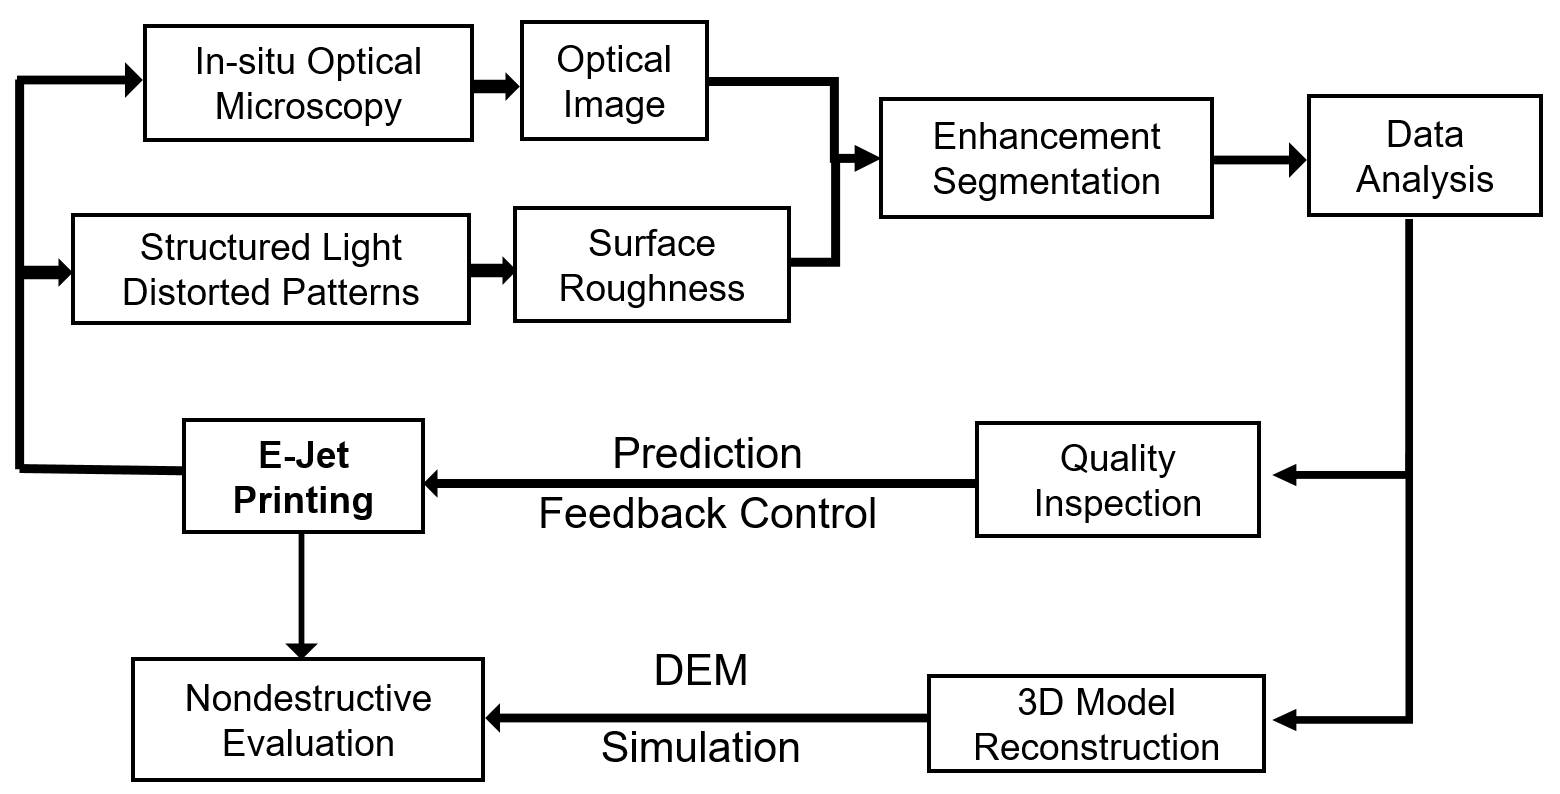 In-situ Optical
Microscopy
Optical
Image
Enhancement
Segmentation
Data
Analysis
Structured Light
Distorted Patterns
Surface
Roughness
E-Jet
Printing
Prediction
Feedback Control
Quality
Inspection
Nondestructive
Evaluation
DEM
Simulation
3D Model
Reconstruction